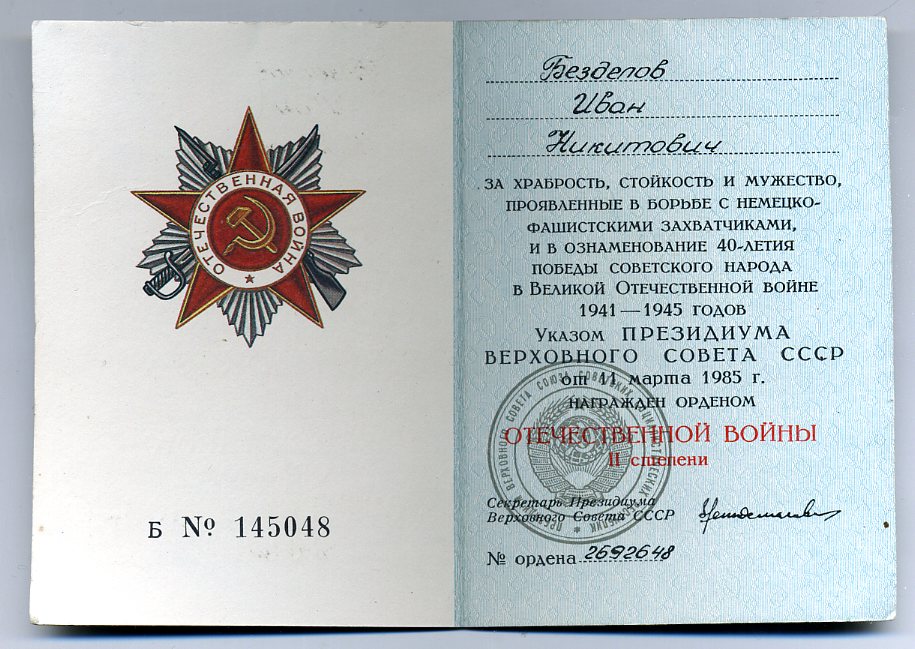 ОТЕЧЕСТВЕННАЯ ВОЙНА
Б № 145048
Безделов
Иван
Никитович
ЗА ХРАБРОСТЬ, СТОЙКОСТЬ И МУЖЕСТВО,
ПРОЯВЛЕННЫЕ В БОРЬБЕ С НЕМЕЦКО-
ФАШИСТСКИМИ ЗАХВАТЧИКАМИ,
И В ОЗНАМЕНОВАНИЕ 40-ЛЕТИЯ
ПОБЕДЫ СОВЕТСКОГО НАРОДА
В ВЕЛИКОЙ ОТЕЧЕСТВЕННОЙ ВОЙНЕ
1941—1945 ГОДОВ
УКАЗОМ ПРЕЗИДИУМА
ВЕРХОВНОГО СОВЕТА СССР
от 11 марта 1985 г.
НАГРАЖДЕН ОРДЕНОМ
ОТЕЧЕСТВЕННОЙ ВОЙНЫ
II степени
Секретарь Президиума
Верховного Совета СССР
№ ордена 2692648